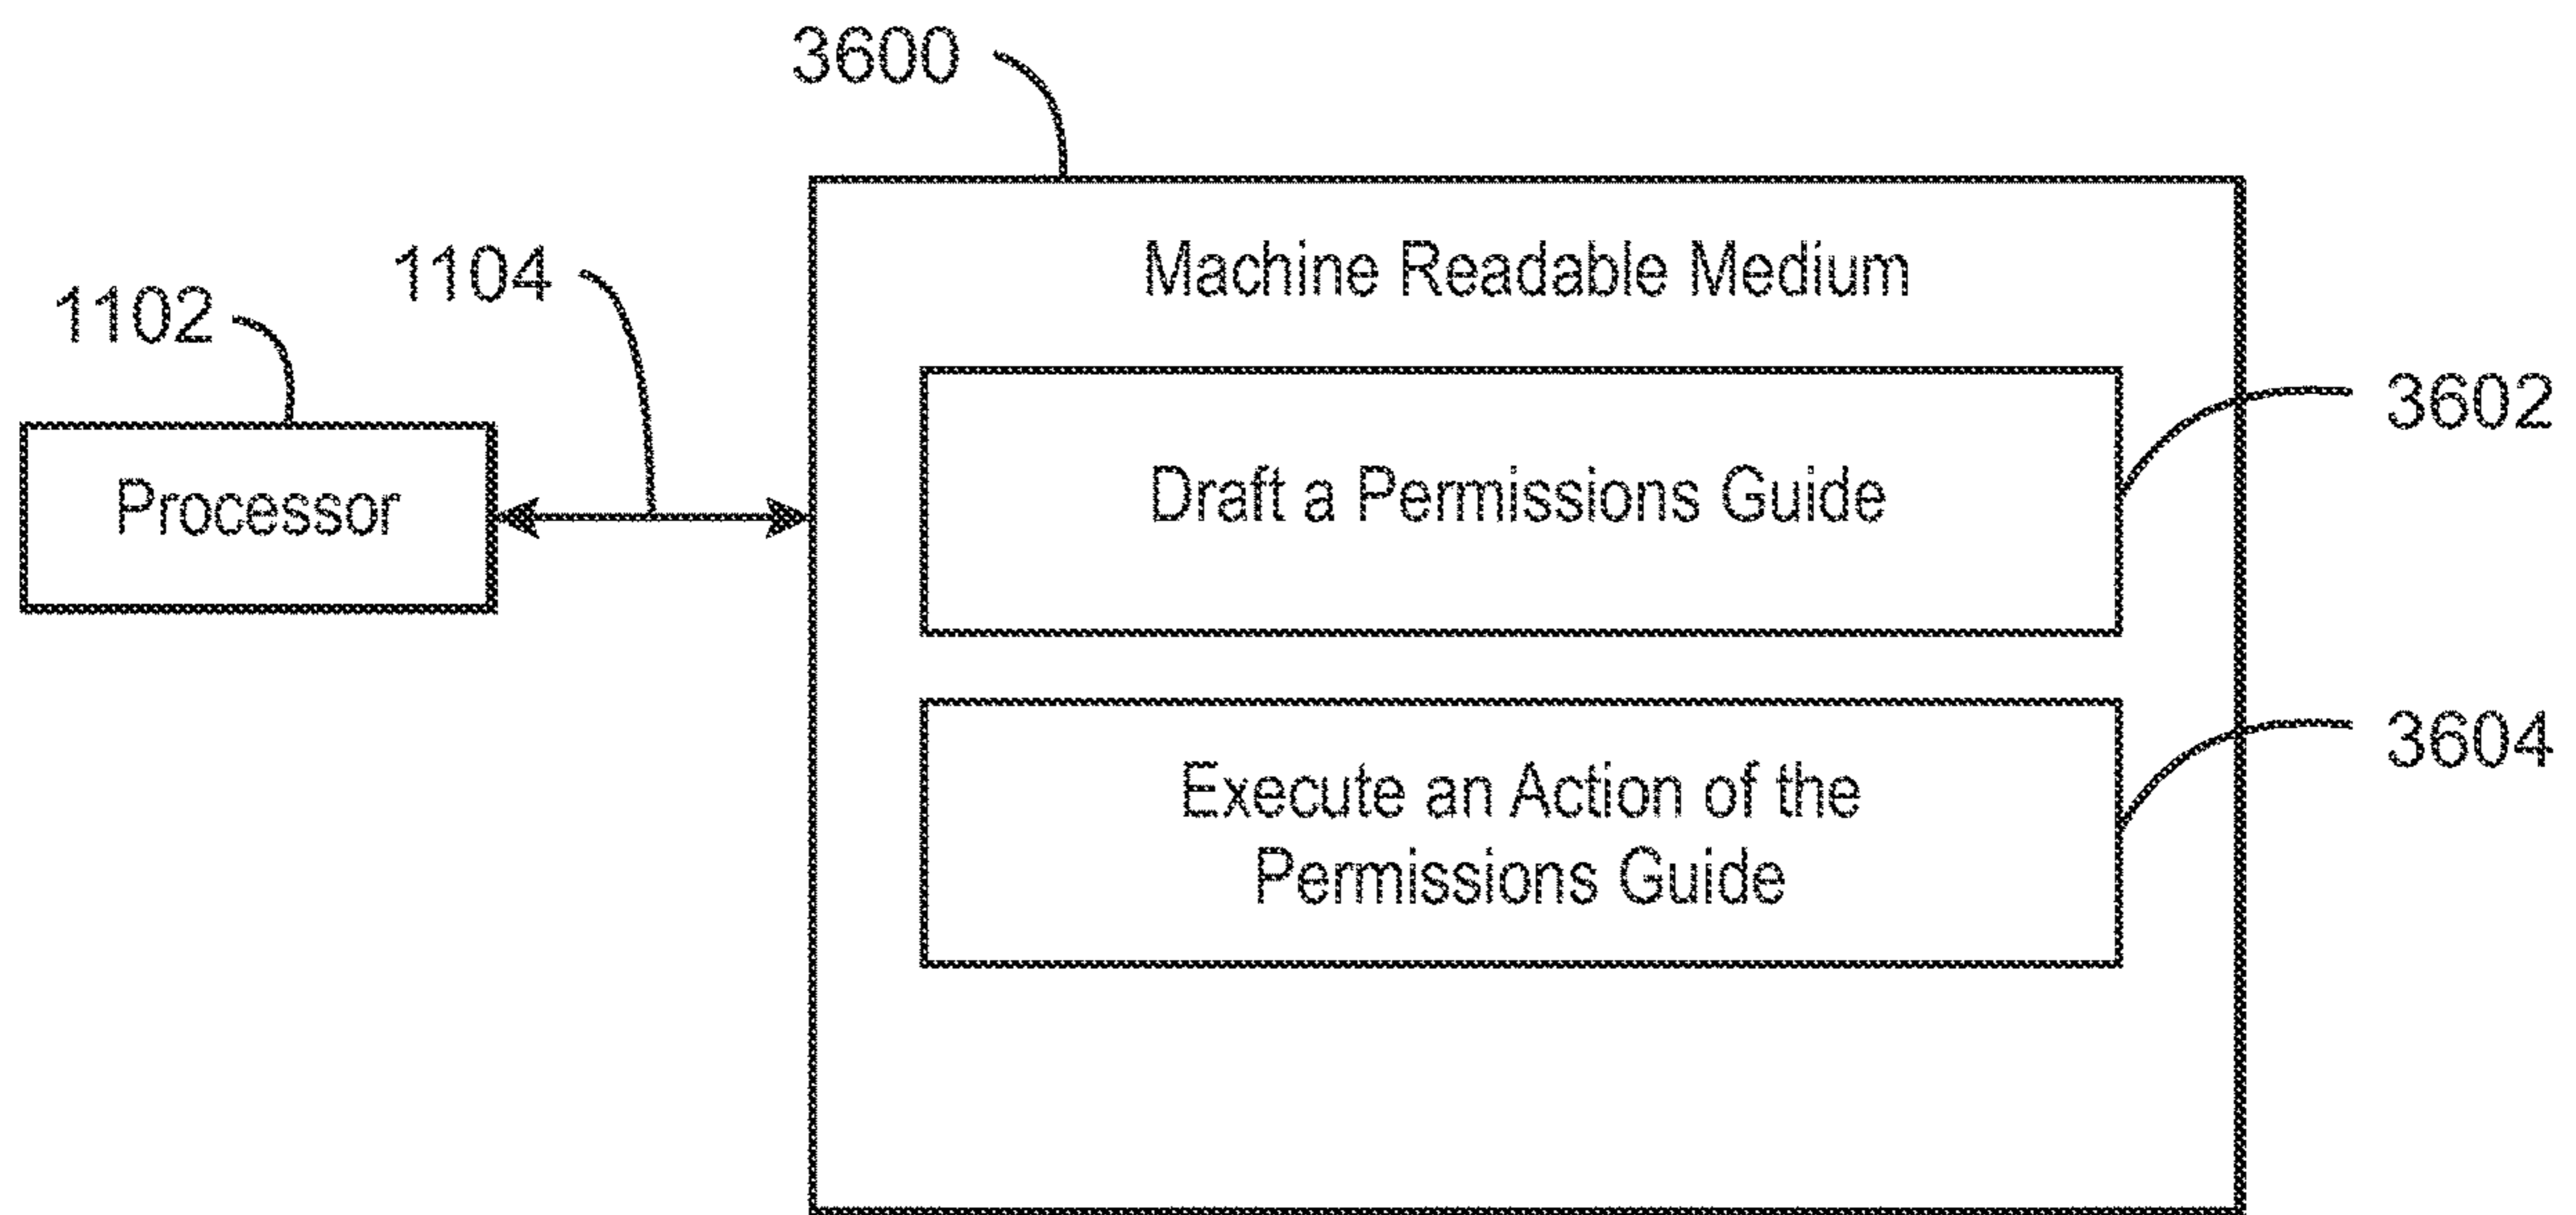 3600
Machine Readable Medium
1104
1102
3602
Draft a Permissions Guide
Processor
3604
Execute an Action of the
Permissions Guide